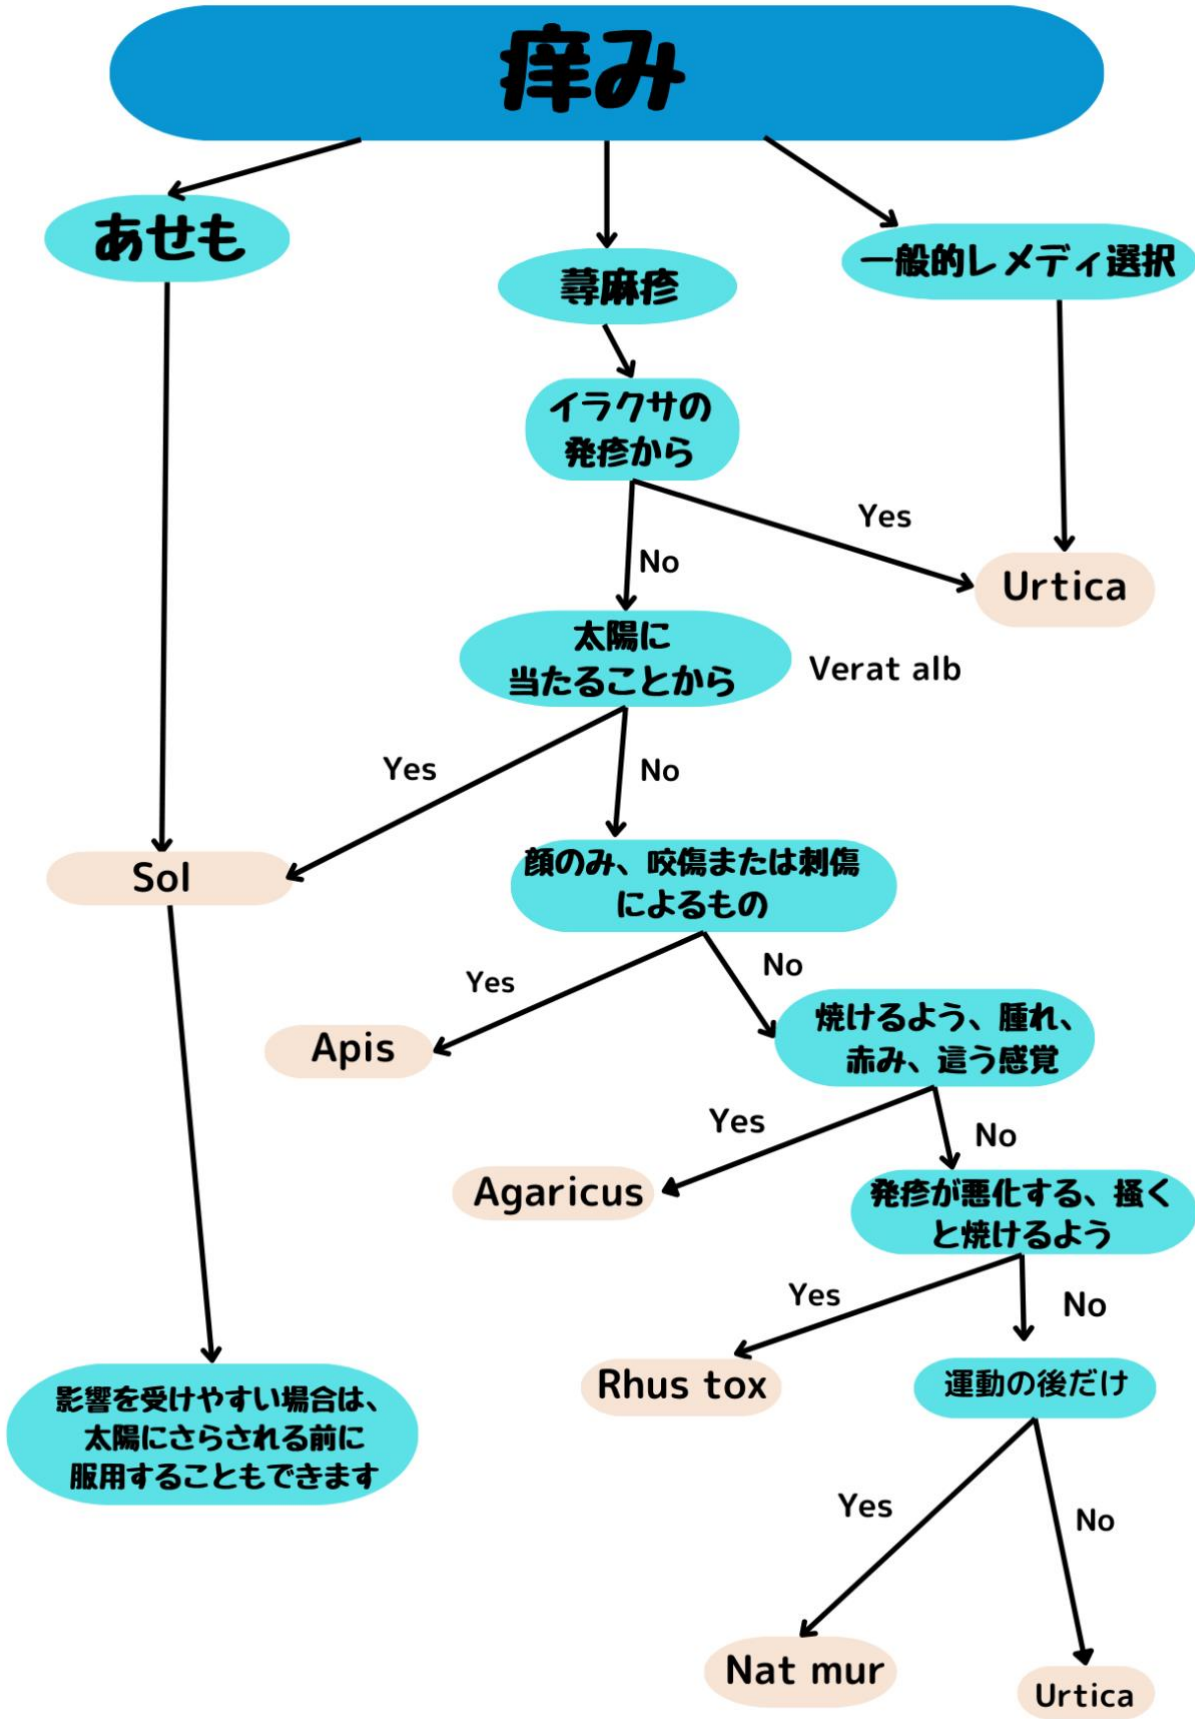 痒み
あせも
蕁麻疹
一般的レメディ選択
イラクサの
発疹から
Yes
No
Urtica
太陽に
当たることから
Verat alb
Yes
No
Sol
顔のみ、咬傷または刺傷
によるもの
Yes
No
Apis
焼けるよう、腫れ、
赤み、這う感覚
Yes
No
Agaricus
発疹が悪化する、掻く
と焼けるよう
Yes
No
Rhus tox
運動の後だけ
影響を受けやすい場合は、
太陽にさらされる前に
服用することもできます
Yes
No
Nat mur
Urtica